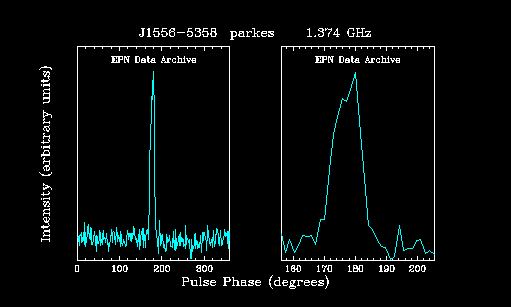 J1556-5358 parkes 1.374 GHz
EPN Data Archive EPN Data Archive
Intensity (arbitrary units)
0 100 200 300 160 170 180 190 200
Pulse Phase (degrees)